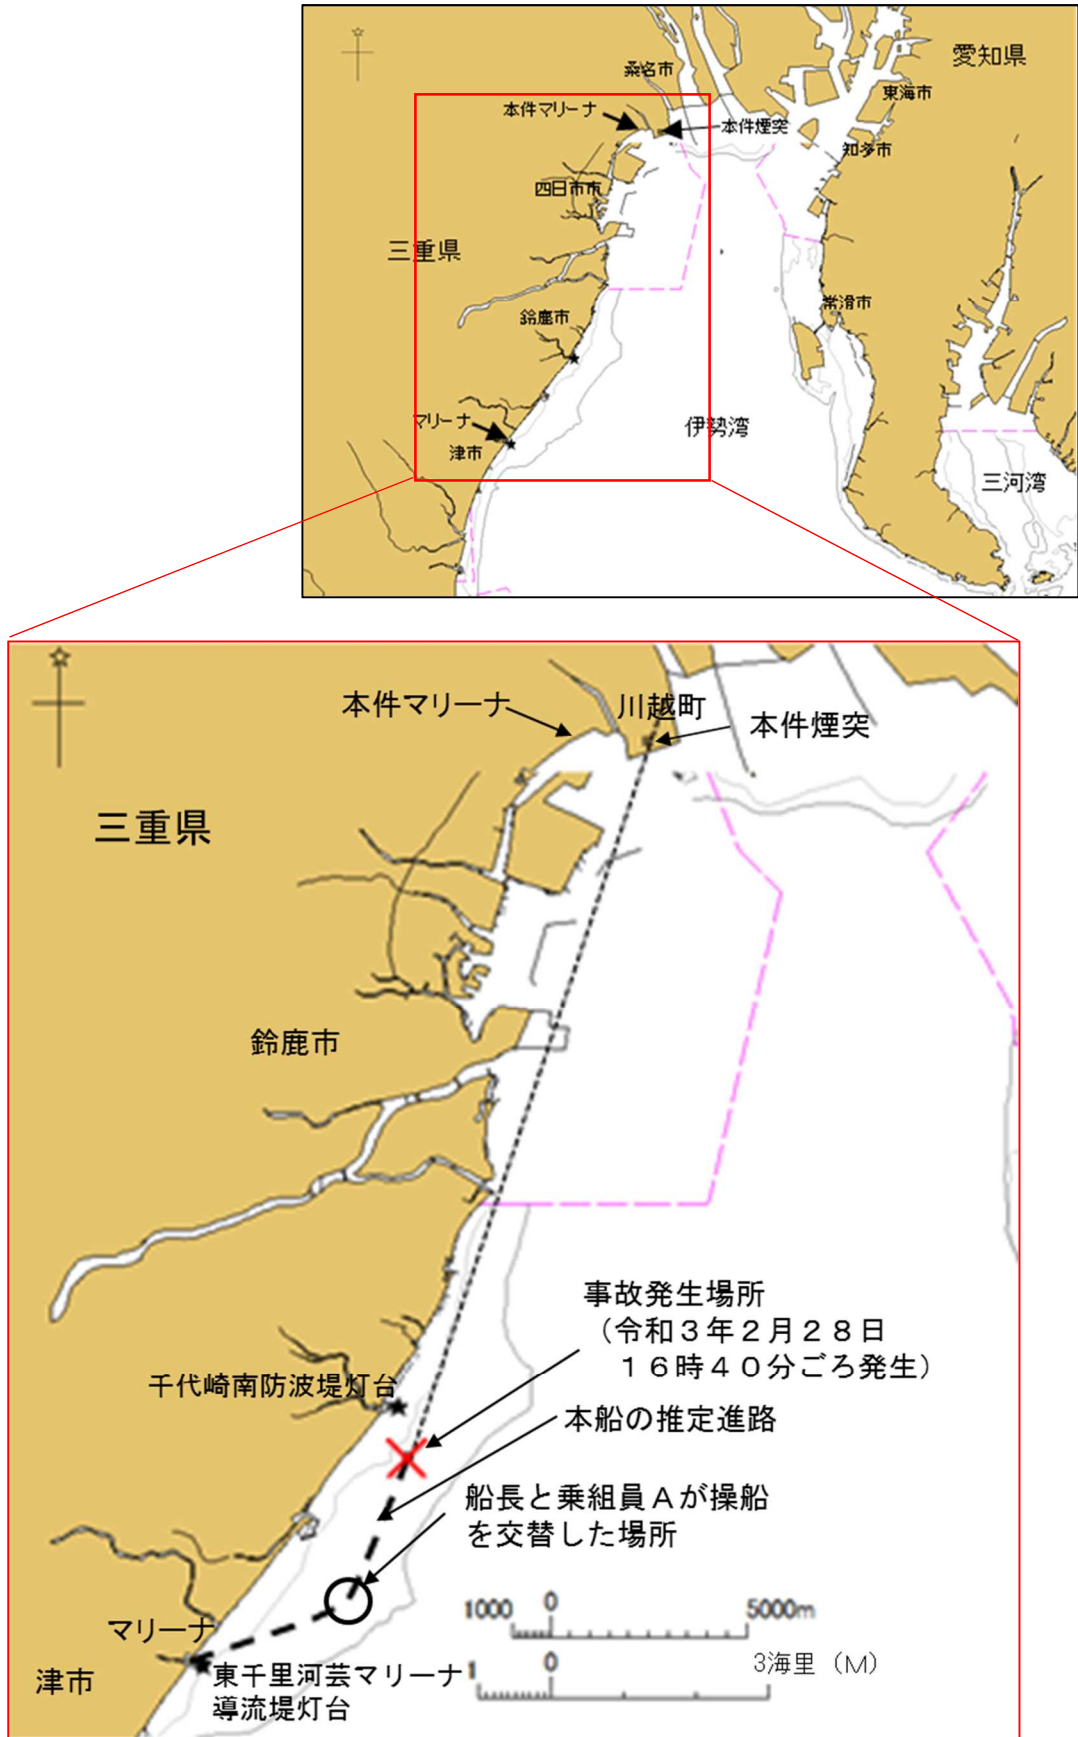 愛知県
桑名市
東海市
本件マリーナ
本件煙突
知多市
四日市市
三重県
常滑市
鈴鹿市
マリーナ
伊勢湾
津市
三河湾
本件マリーナ
川越町
本件煙突
三重県
鈴鹿市
事故発生場所
(令和3年2月28日
16時40分ごろ発生)
千代崎南防波堤灯台
本船の推定進路
船長と乗組員Aが操船
を交替した場所
1000 0 5000m
マリーナ
1 0 3海里 (M)
東千里河芸マリーナ
津市
導流堤灯台